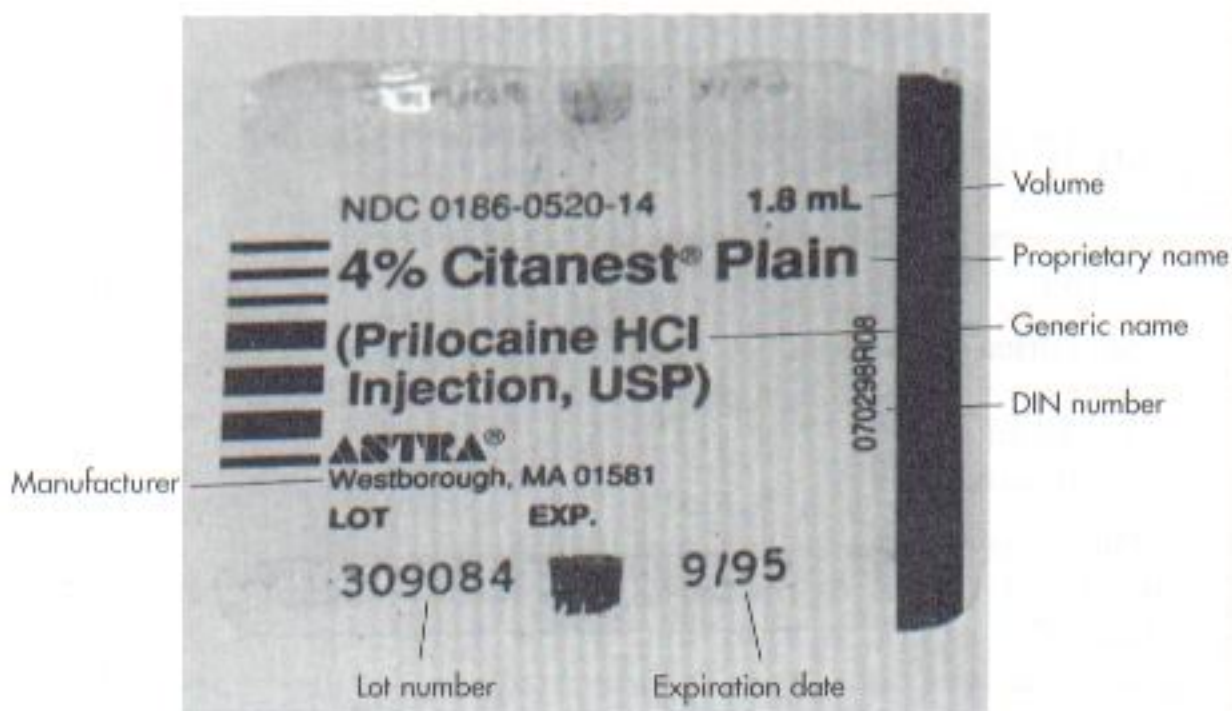 NDC 0186-0520-14 1.8 mL
Volume
4% Citanest® Plain
Proprietary name
(Prilocaine HCl
Generic name
Injection, USP)
070298R08
DIN number
ASTRA®
Manufacturer
Westborough, MA 01581
LOT EXP.
309084 9/95
Lot number
Expiration date